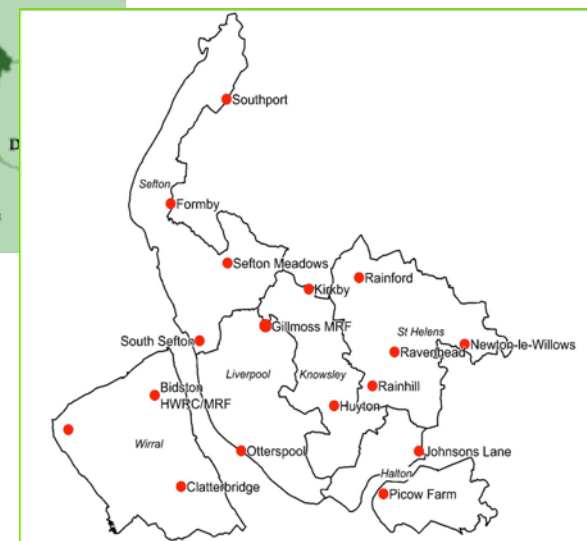 D
Southport
Sefton
Formby
Sefton Meadows
Rainford
Kirkby
Gillmoss MRF
St Helens
South Sefton
Newton-le-Willows
Ravenhead
Liverpool
Knowsley
Rainhill
Bidston
HWRC/MRF
Huyton
Wirral
Otterspool
Johnsons Lane
Halton
Clatterbridge
Picow Farm